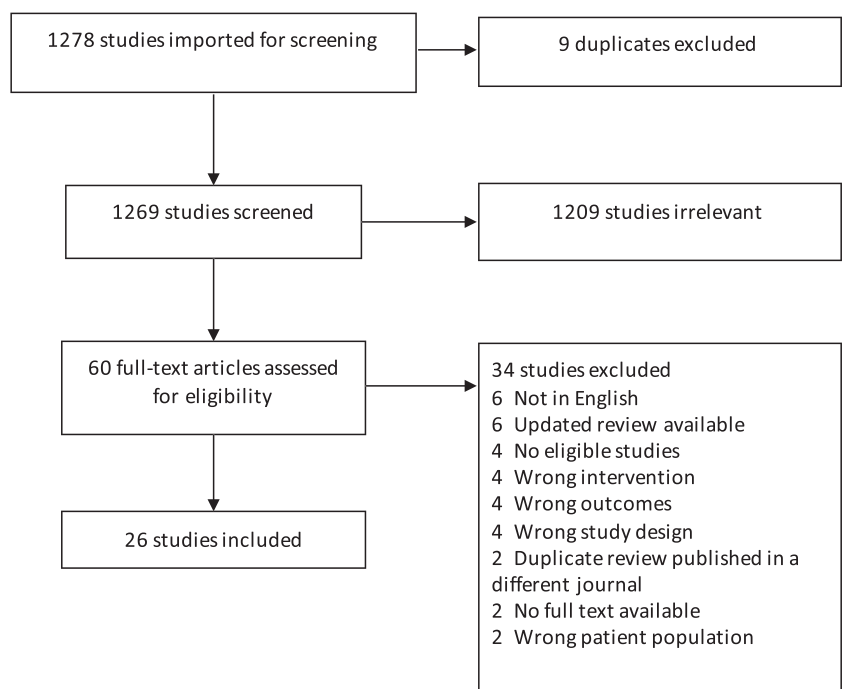 1278 studies imported for screening
9 duplicates excluded
1269 studies screened
1209 studies irrelevant
60 full-text articles assessed
for eligibility
34 studies excluded
6 Not in English
6 Updated review available
4 No eligible studies
4 Wrong intervention
4 Wrong outcomes
4 Wrong study design
2 Duplicate review published in a
different journal
2 No full text available
2 Wrong patient population
26 studies included